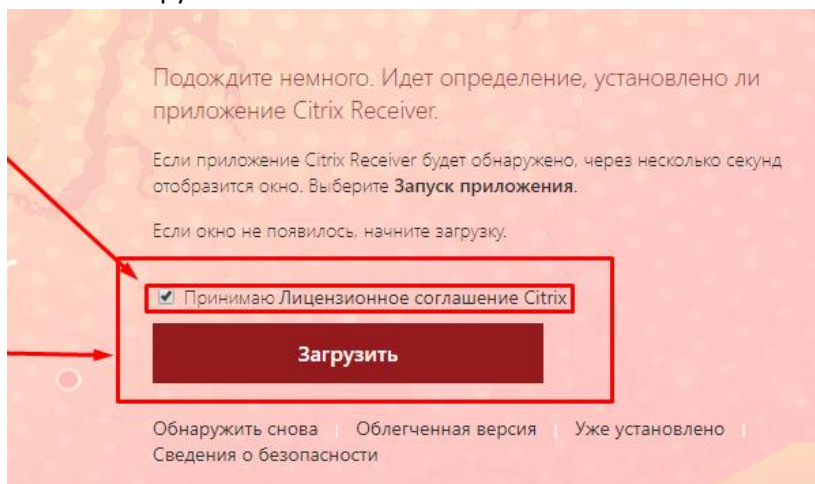 Подождите немного. Идет определение, установлено ли
приложение Citrix Receiver.
Если приложение Citrix Receiver будет обнаружено, через несколько секунд
отобразится окно. Выберите Запуск приложения.
Если окно не появилось, начните загрузку.
Принимаю Лицензионное соглашение Citrix
Загрузить
Обнаружить снова | Облегченная версия | Уже установлено |
Сведения о безопасности